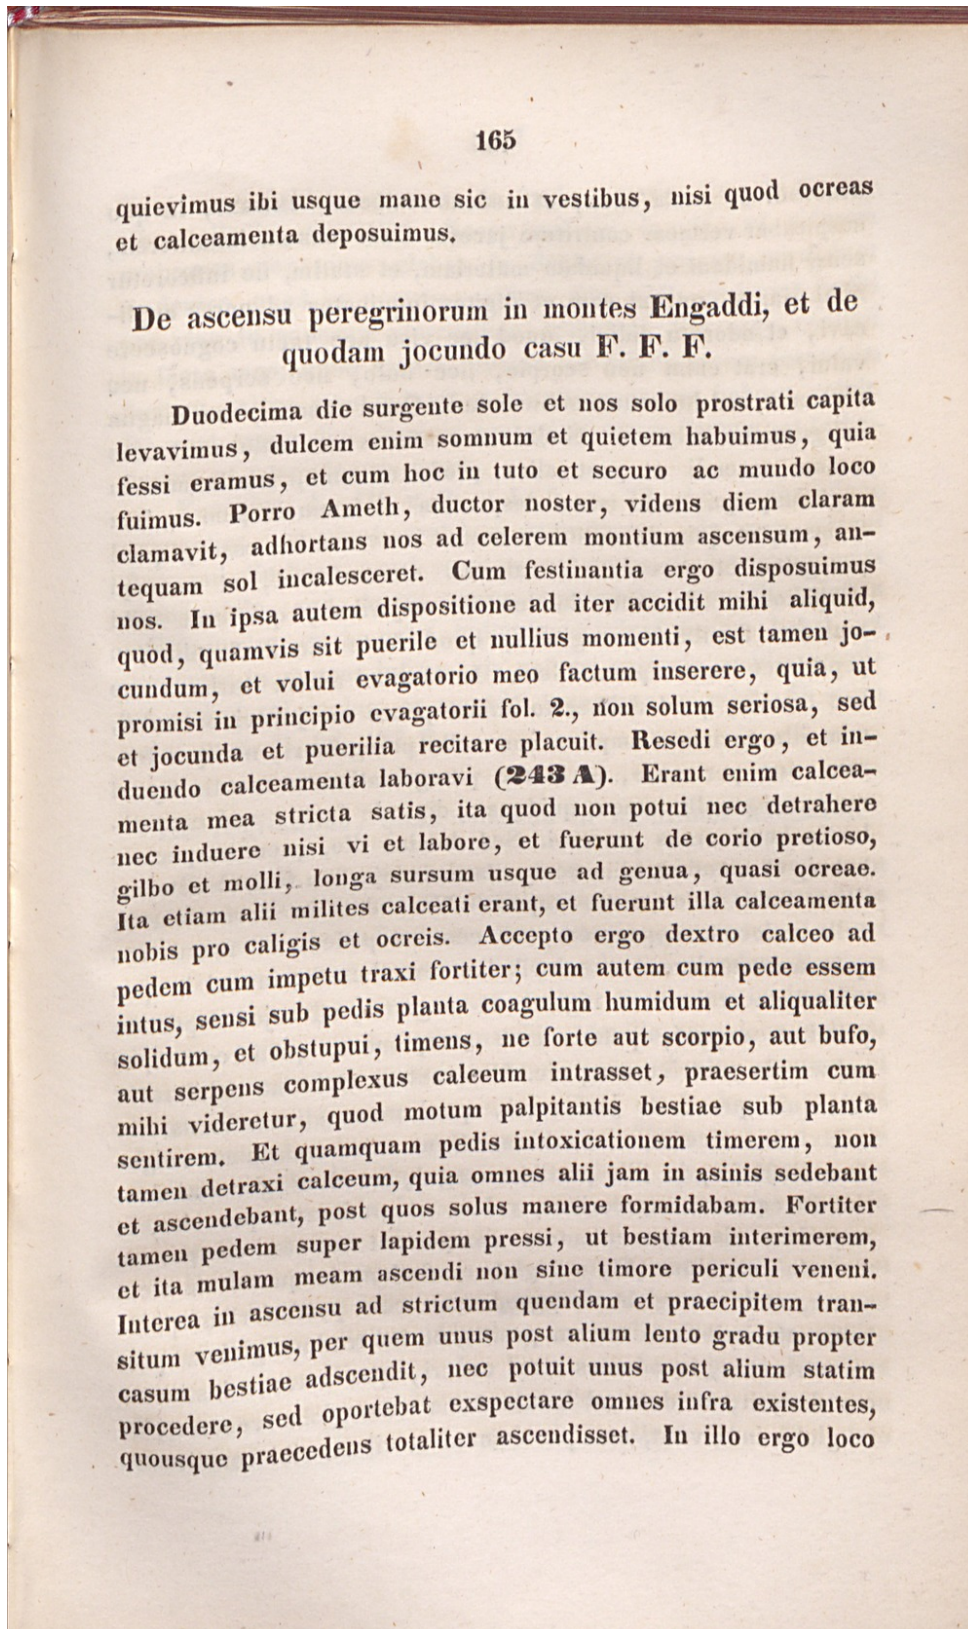 165
quievimus ibi usque mane sic in vestibus, nisi quod ocreas
et calceamenta deposuimus.
De ascensu peregrinorum in montes Engaddi, et de
quodam jocundo casu F. F. F.
Duodecima die surgente sole et nos solo prostrati capita
levavimus, dulcem enim somnum et quietem habuimus, quia
fessi eramus, et cum hoc in tuto et securo ac mundo loco
fuimus. Porro Ameth, ductor noster, videns diem claram
clamavit, adhortans nos ad celerem montium ascensum, an-
tequam sol incalesceret. Cum festinantia ergo disposuimus
nos. In ipsa autem dispositione ad iter accidit mihi aliquid,
quod, quamvis sit puerile et nullius momenti, est tamen jo-
cundum, et volui evagatorio meo factum inserere, quia, ut
promisi in principio evagatorii fol. 2., non solum seriosa, sed
et jocunda et puerilia recitare placuit. Resedi ergo, et in-
duendo calceamenta laboravi (243 A). Erant enim calcea-
menta mea stricta satis, ita quod non potui nec detrahere
nec induere nisi vi et labore, et fuerunt de corio pretioso,
gilbo et molli, longa sursum usque ad genua, quasi ocreae.
Ita etiam alii milites calceati erant, et fuerunt illa calceamenta
nobis pro caligis et ocreis. Accepto ergo dextro calceo ad
pedem cum impetu traxi fortiter; cum autem cum pede essem
intus, sensi sub pedis planta coagulum humidum et aliqualiter
solidum, et obstupui, timens, ne forte aut scorpio, aut bufo,
aut serpens complexus calceum intrasset, praesertim cum
mihi videretur, quod motum palpitantis bestiae sub planta
sentirem. Et quamquam pedis intoxicationem timerem, non
tamen detraxi calceum, quia omnes alii jam in asinis sedebant
et ascendebant, post quos solus manere formidabam. Fortiter
tamen pedem super lapidem pressi, ut bestiam interimerem,
et ita mulam meam ascendi non sine timore periculi veneni.
Interea in ascensu ad strictum quendam et praecipitem tran-
situm venimus, per quem unus post alium lento gradu propter
casum bestiae adscendit, nec potuit unus post alium statim
procedere, sed oportebat exspectare omnes infra existentes,
quousque praecedens totaliter ascendisset. In illo ergo loco